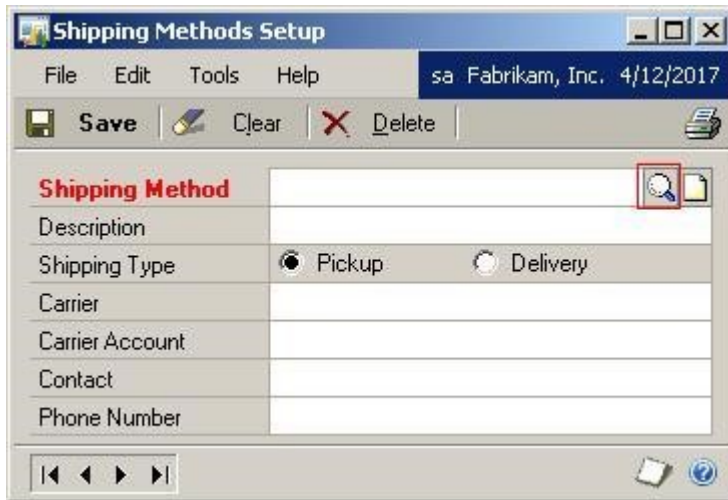 Shipping Methods Setup
File Edit Tools Help sa Fabrikam, Inc. 4/12/2017
Save Clear Delete
Shipping Method
Description
Shipping Type Pickup Delivery
Carrier
Carrier Account
Contact
Phone Number